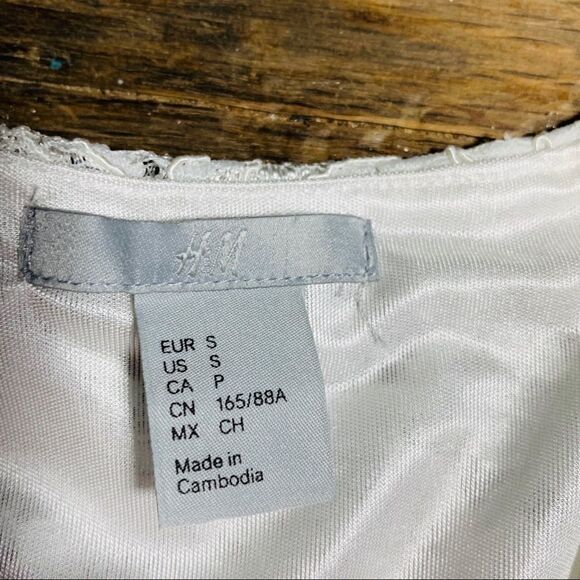 H&M
EUR S
US S
CA P
CN 165/88A
MX CH
Made in
Cambodia